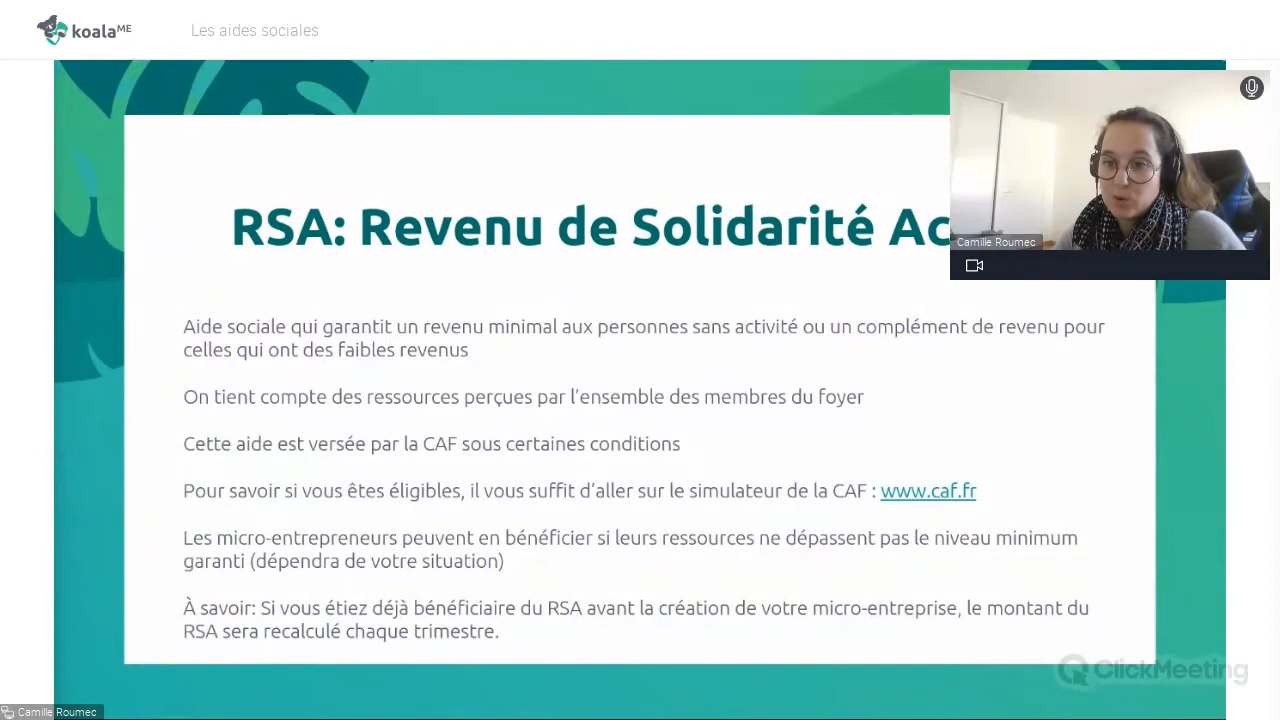 koalaME
Les aides sociales
RSA: Revenu de Solidarité Ac
Camille Roumec
Aide sociale qui garantit un revenu minimal aux personnes sans activité ou un complément de revenu pour
celles qui ont des faibles revenus
On tient compte des ressources perçues par l'ensemble des membres du foyer
Cette aide est versée par la CAF sous certaines conditions
Pour savoir si vous êtes éligibles, il vous suffit d'aller sur le simulateur de la CAF : www.caf.fr
Les micro-entrepreneurs peuvent en bénéficier si leurs ressources ne dépassent pas le niveau minimum
garanti (dépendra de votre situation)
À savoir: Si vous étiez déjà bénéficiaire du RSA avant la création de votre micro-entreprise, le montant du
RSA sera recalculé chaque trimestre.
ClickMeeting
Camille Roumec